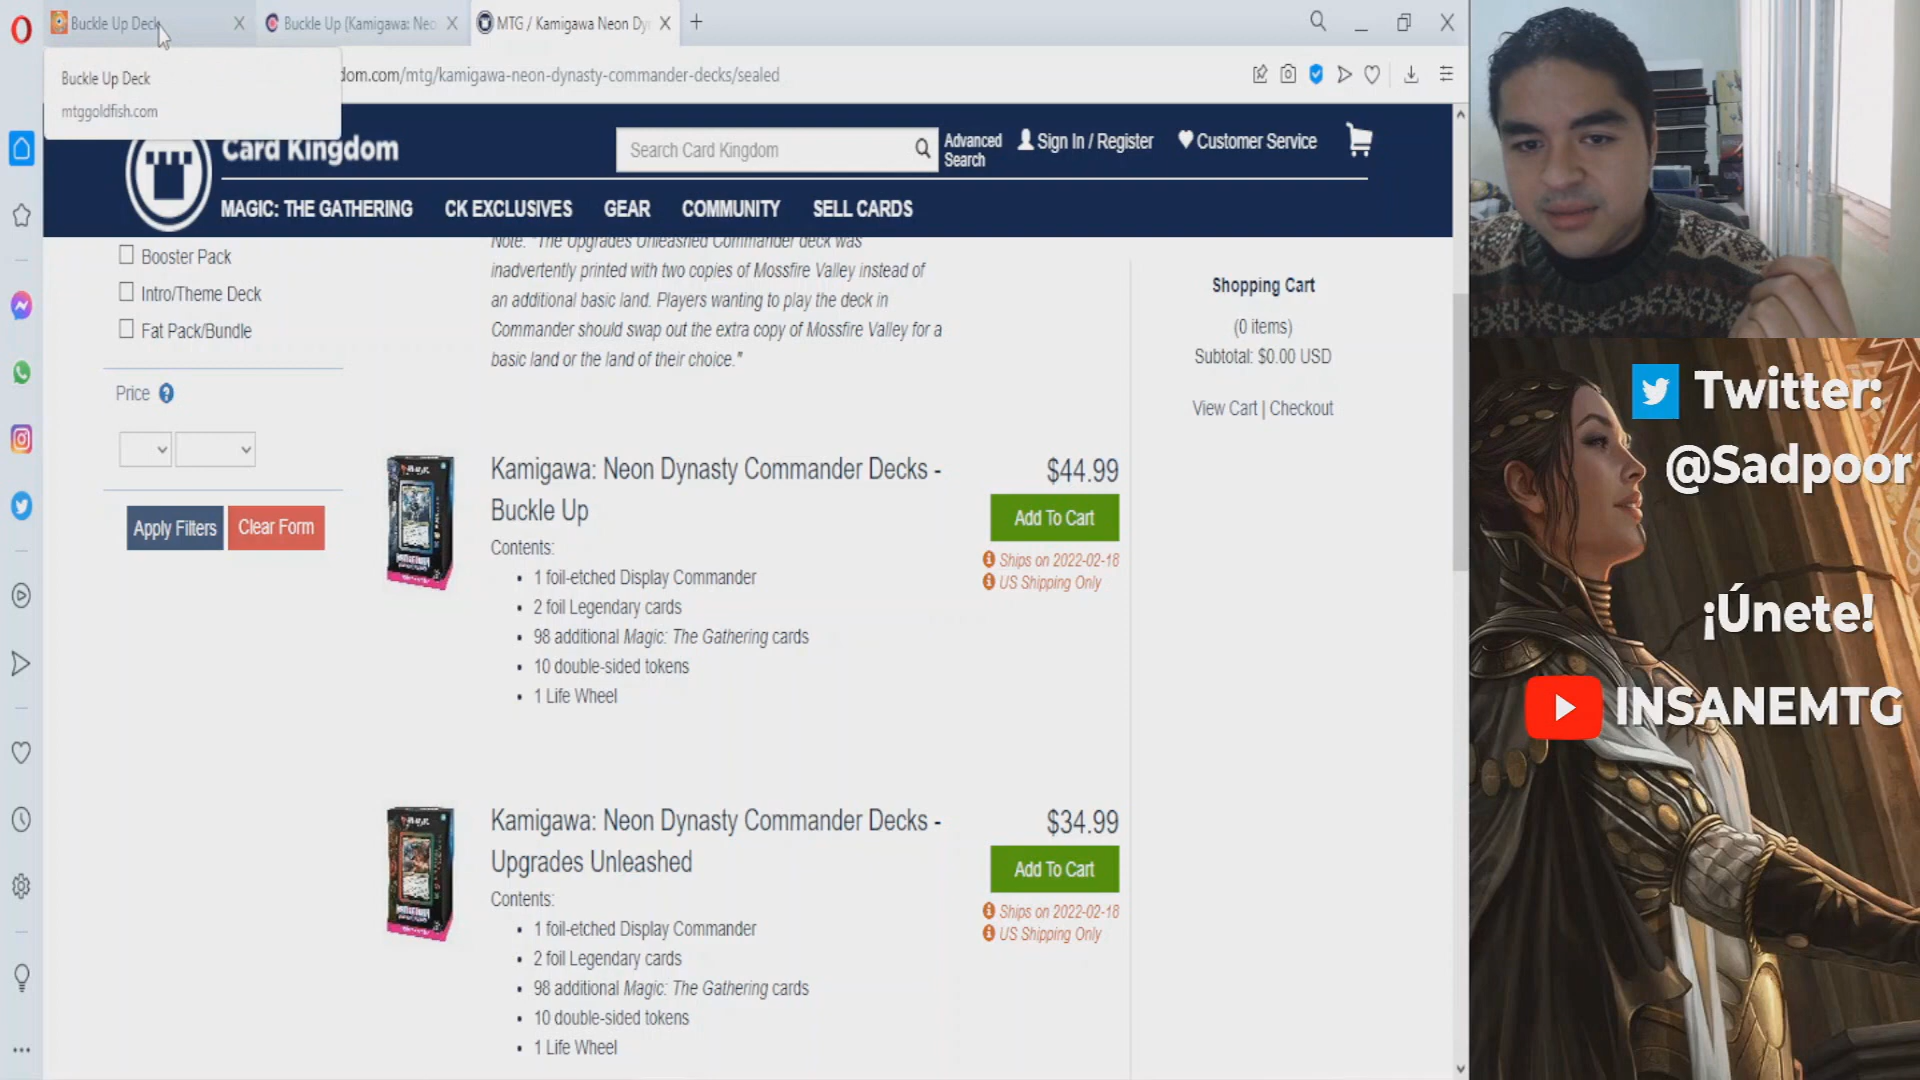 Buckle Up Deck
Buckle Up (Kamigawa: Neo
MTG / Kamigawa Neon Dy
Buckle Up Deck
mtggoldfish.com
dom.com/mtg/kamigawa-neon-dynasty-commander-decks/sealed
Card Kingdom
Search Card Kingdom
Advanced
Search
Sign In / Register
Customer Service
MAGIC: THE GATHERING
CK EXCLUSIVES
GEAR
COMMUNITY
SELL CARDS
Booster Pack
Intro/Theme Deck
Fat Pack/Bundle
Price
Apply Filters
Clear Form
Note: "The Upgrades Unleashed Commander deck was
inadvertently printed with two copies of Mossfire Valley instead of
an additional basic land. Players wanting to play the deck in
Commander should swap out the extra copy of Mossfire Valley for a
basic land or the land of their choice."
Shopping Cart
(0 items)
Subtotal: $0.00 USD
View Cart | Checkout
Kamigawa: Neon Dynasty Commander Decks -
Buckle Up
$44.99
Add To Cart
Ships on 2022-02-18
US Shipping Only
Contents:
1 foil-etched Display Commander
2 foil Legendary cards
98 additional Magic: The Gathering cards
10 double-sided tokens
1 Life Wheel
Kamigawa: Neon Dynasty Commander Decks -
Upgrades Unleashed
$34.99
Add To Cart
Ships on 2022-02-18
US Shipping Only
Contents:
1 foil-etched Display Commander
2 foil Legendary cards
98 additional Magic: The Gathering cards
10 double-sided tokens
1 Life Wheel
Twitter:
@Sadpoor
¡Únete!
INSANEMTG